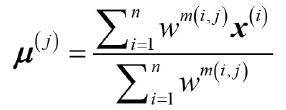 μ^(j) = ∑_{i=1}^{n} w^{m(i,j)} x^(i) / ∑_{i=1}^{n} w^{m(i,j)}